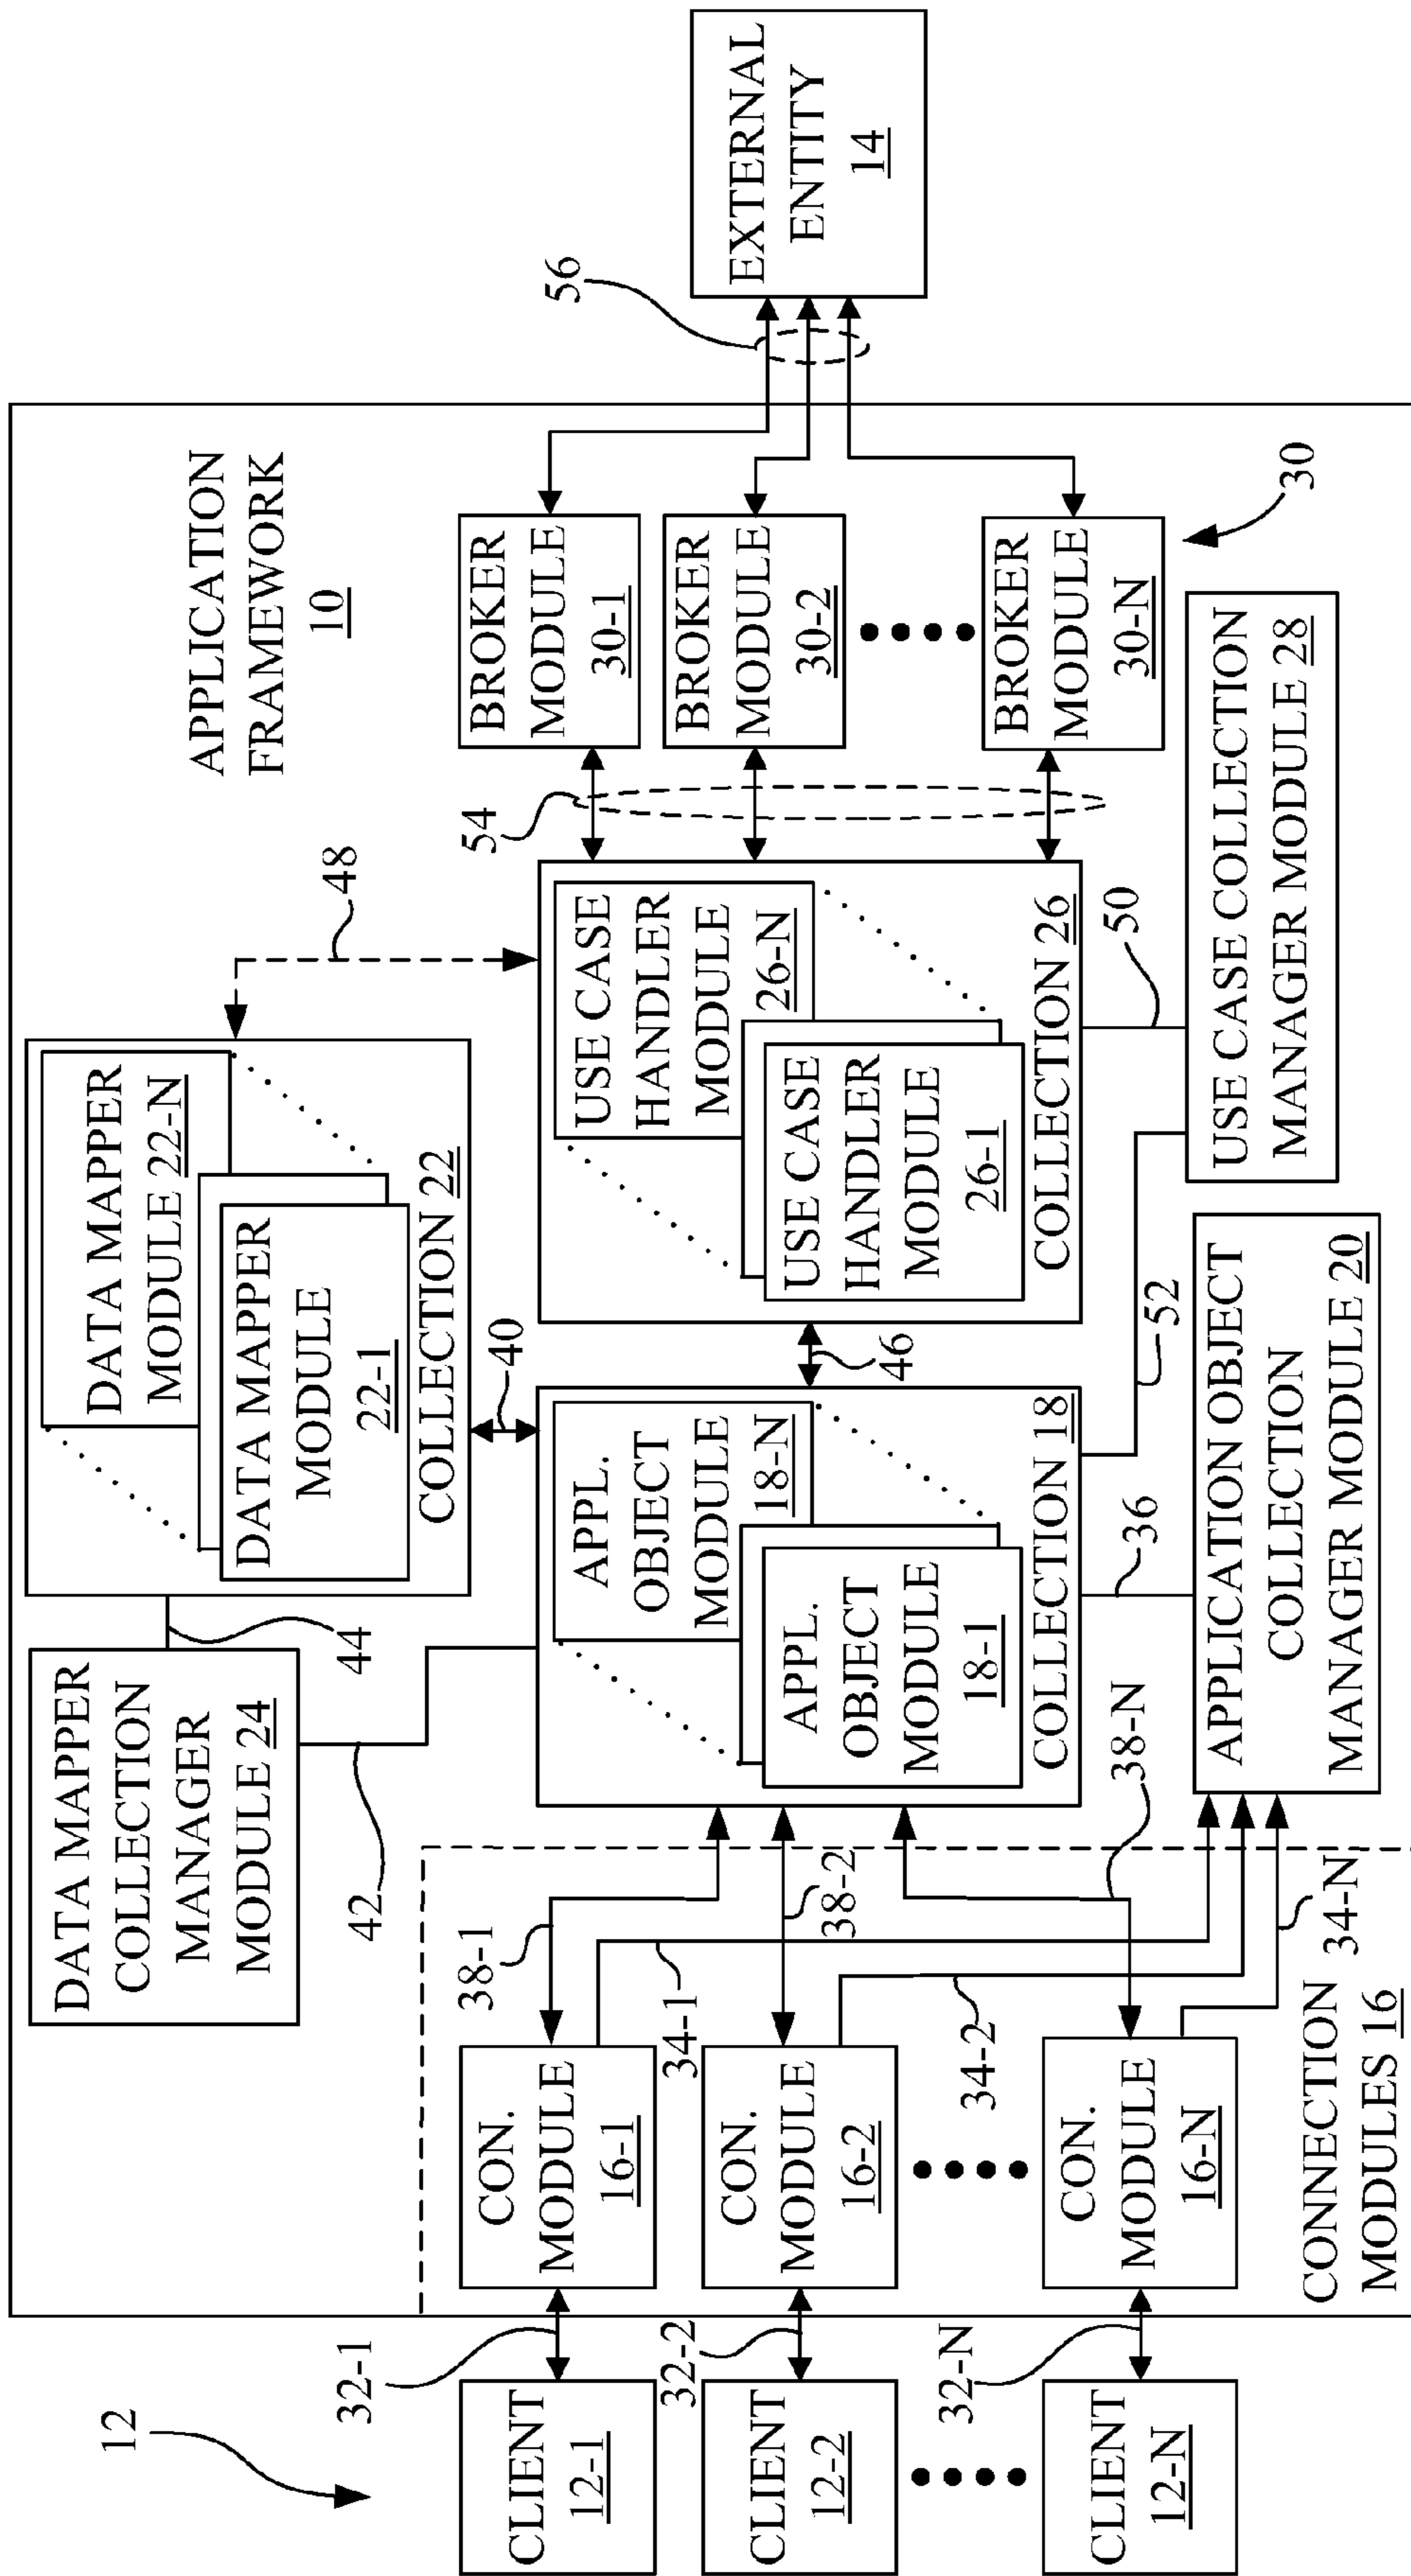 APPLICATION
FRAMEWORK
10
12
CLIENT
12-1
CLIENT
12-2
CLIENT
12-N
32-1
32-2
32-N
CON.
MODULE
16-1
CON.
MODULE
16-2
CON.
MODULE
16-N
CONNECTION
MODULES 16
38-1
34-1
38-2
34-2
38-N
34-N
DATA MAPPER
COLLECTION
MANAGER
MODULE 24
42
44
DATA MAPPER
MODULE 22-N
DATA MAPPER
MODULE
22-1
COLLECTION 22
40
48
APPL.
OBJECT
MODULE
18-N
APPL.
OBJECT
MODULE
18-1
COLLECTION 18
36
46
52
APPLICATION OBJECT
COLLECTION
MANAGER MODULE 20
USE CASE
HANDLER
MODULE
26-N
USE CASE
HANDLER
MODULE
26-1
COLLECTION 26
50
USE CASE COLLECTION
MANAGER MODULE 28
54
BROKER
MODULE
30-1
BROKER
MODULE
30-2
BROKER
MODULE
30-N
30
56
EXTERNAL
ENTITY
14